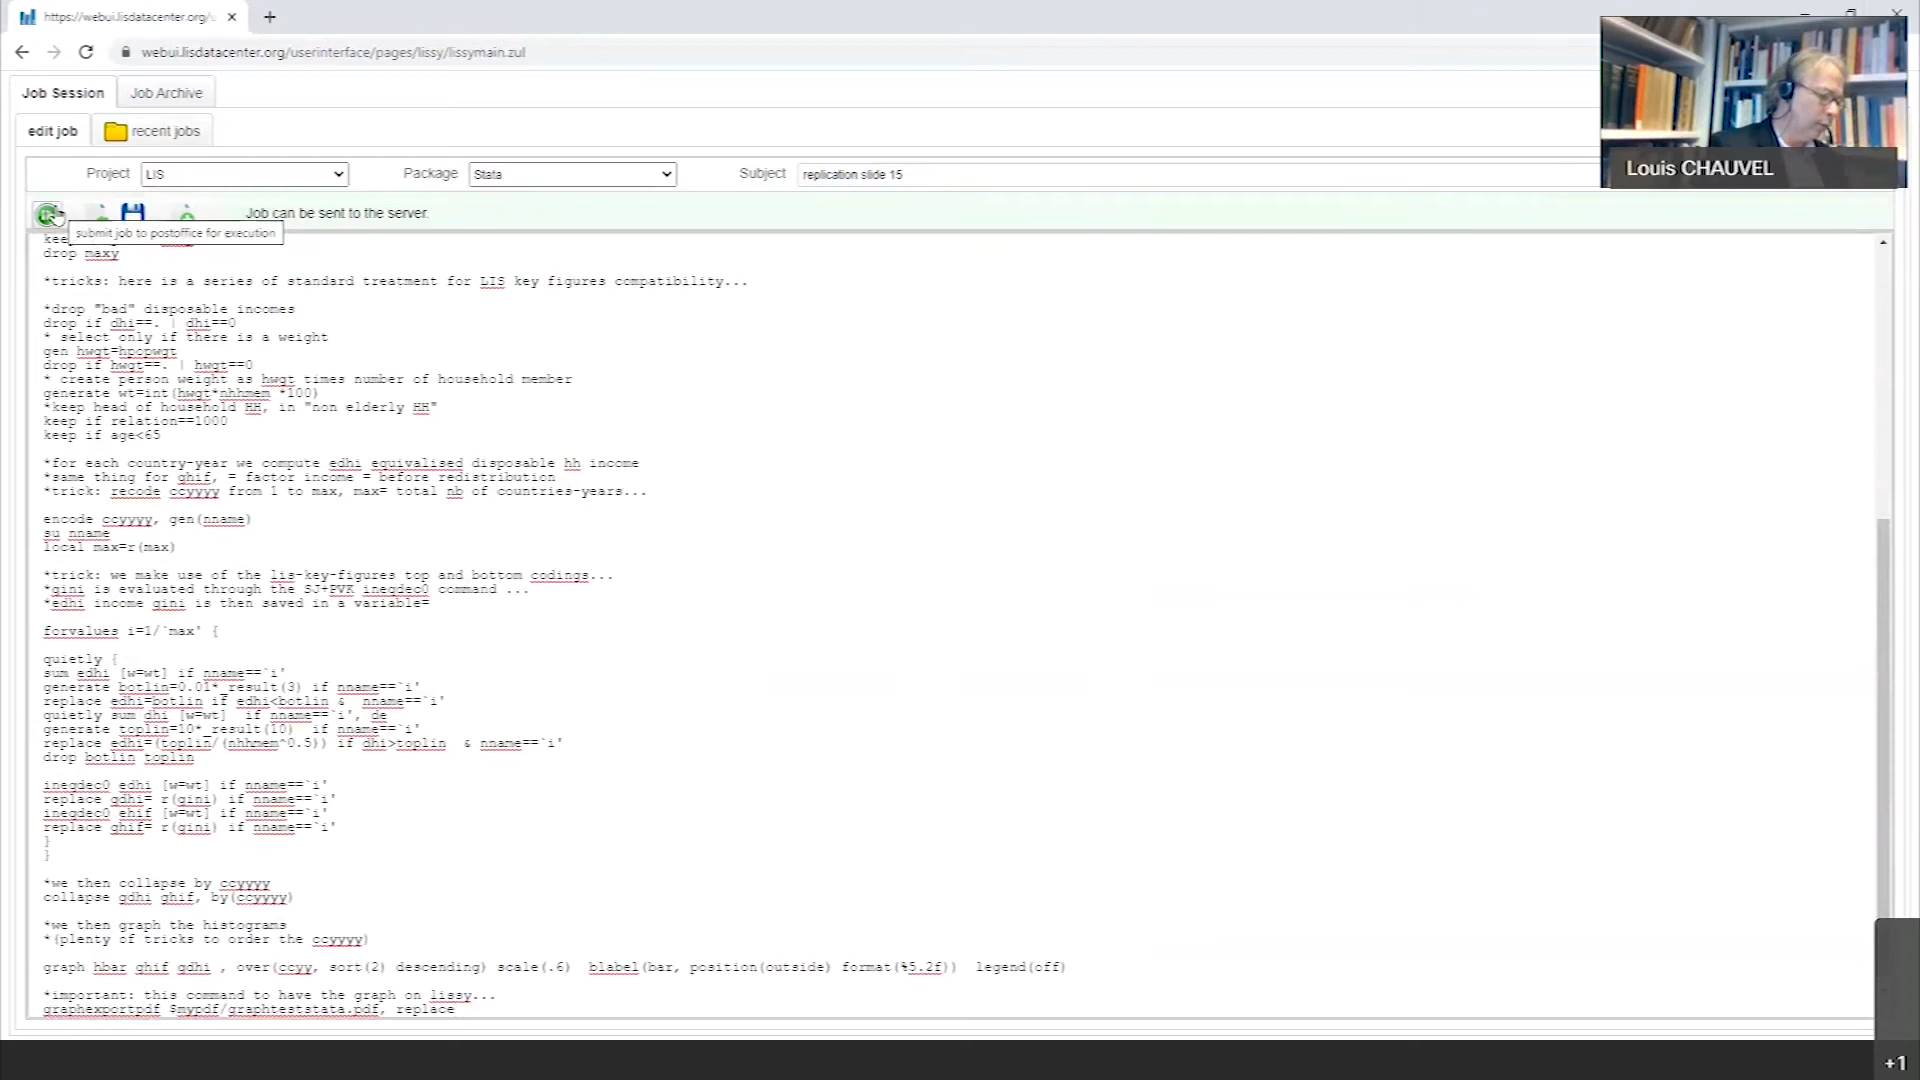 https://webui.lisdatacenter.org/u
webui.lisdatacenter.org/userinterface/pages/lissy/lissymain.zul
Job Session Job Archive
edit job recent jobs
Project LIS Package Stata Subject replication slide 15
Louis CHAUVEL
Job can be sent to the server.
submit job to postoffice for execution
drop maxy
*tricks: here is a series of standard treatment for LIS key figures compatibility...
*drop "bad" disposable incomes
drop if dhi==. | dhi==0
* select only if there is a weight
gen hwgt=hpopwgt
drop if hwgt==. | hwgt==0
* create person weight as hwgt times number of household member
generate wt=int(hwgt*nhhmem *100)
*keep head of household HH, in "non elderly HH"
keep if relation==1000
keep if age<65
*for each country-year we compute edhi equivalised disposable hh income
*same thing for ghif, = factor income = before redistribution
*trick: recode ccyyyy from 1 to max, max= total nb of countries-years...
encode ccyyyy, gen(nname)
su nname
local max=r(max)
*trick: we make use of the lis-key-figures top and bottom codings...
*gini is evaluated through the SJ+PVK ineqdec0 command ...
*edhi income gini is then saved in a variable=
forvalues i=1/`max' {
quietly {
sum edhi [w=wt] if nname==`i'
generate botlin=0.01*_result(3) if nname==`i'
replace edhi=botlin if edhi<botlin &  nname==`i'
quietly sum dhi [w=wt]  if nname==`i', de
generate toplin=10*_result(10)  if nname==`i'
replace edhi=(toplin/(nhhmem^0.5)) if dhi>toplin  & nname==`i'
drop botlin toplin
ineqdec0 edhi [w=wt] if nname==`i'
replace gdhi= r(gini) if nname==`i'
ineqdec0 ehif [w=wt] if nname==`i'
replace ghif= r(gini) if nname==`i'
}
}
*we then collapse by ccyyyy
collapse gdhi ghif, by(ccyyyy)
*we then graph the histograms
*(plenty of tricks to order the ccyyyy)
graph hbar ghif gdhi , over(ccyy, sort(2) descending) scale(.6)  blabel(bar, position(outside) format(%5.2f))  legend(off)
*important: this command to have the graph on lissy...
graphexportpdf $mypdf/graphteststata.pdf, replace
+1